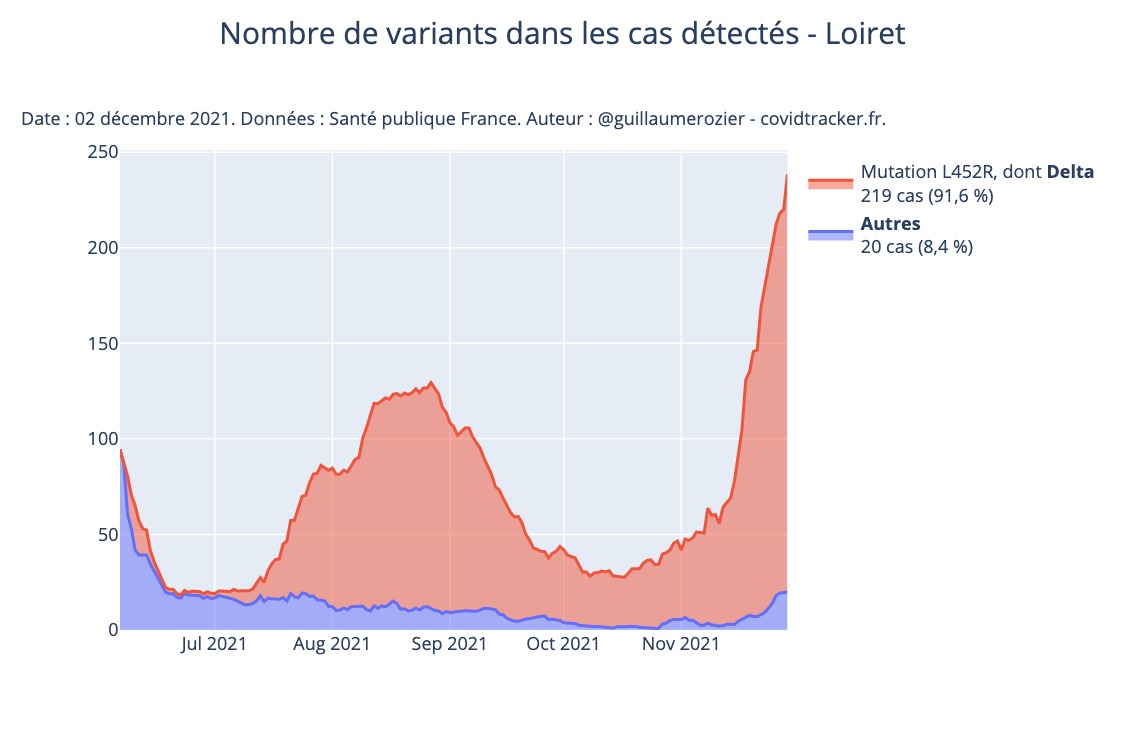 Nombre de variants dans les cas détectés - Loiret
Date : 02 décembre 2021. Données : Santé publique France. Auteur : @guillaumerozier - covidtracker.fr.
250
200
150
100
50
0
Jul 2021
Aug 2021
Sep 2021
Oct 2021
Nov 2021
Mutation L452R, dont Delta
219 cas (91,6 %)
Autres
20 cas (8,4 %)